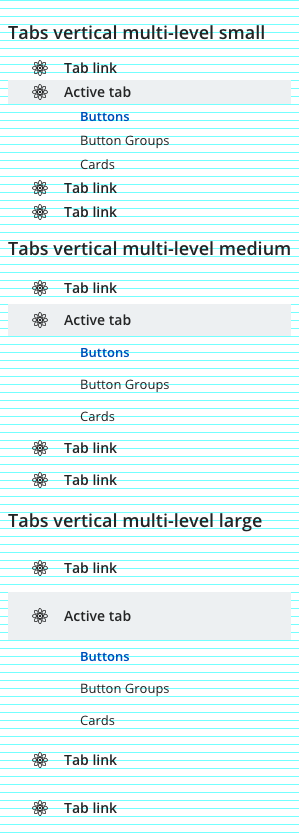 Tabs vertical multi-level small
Tab link
Active tab
Buttons
Button Groups
Cards
Tab link
Tab link
Tabs vertical multi-level medium
Tab link
Active tab
Buttons
Button Groups
Cards
Tab link
Tab link
Tabs vertical multi-level large
Tab link
Active tab
Buttons
Button Groups
Cards
Tab link
Tab link